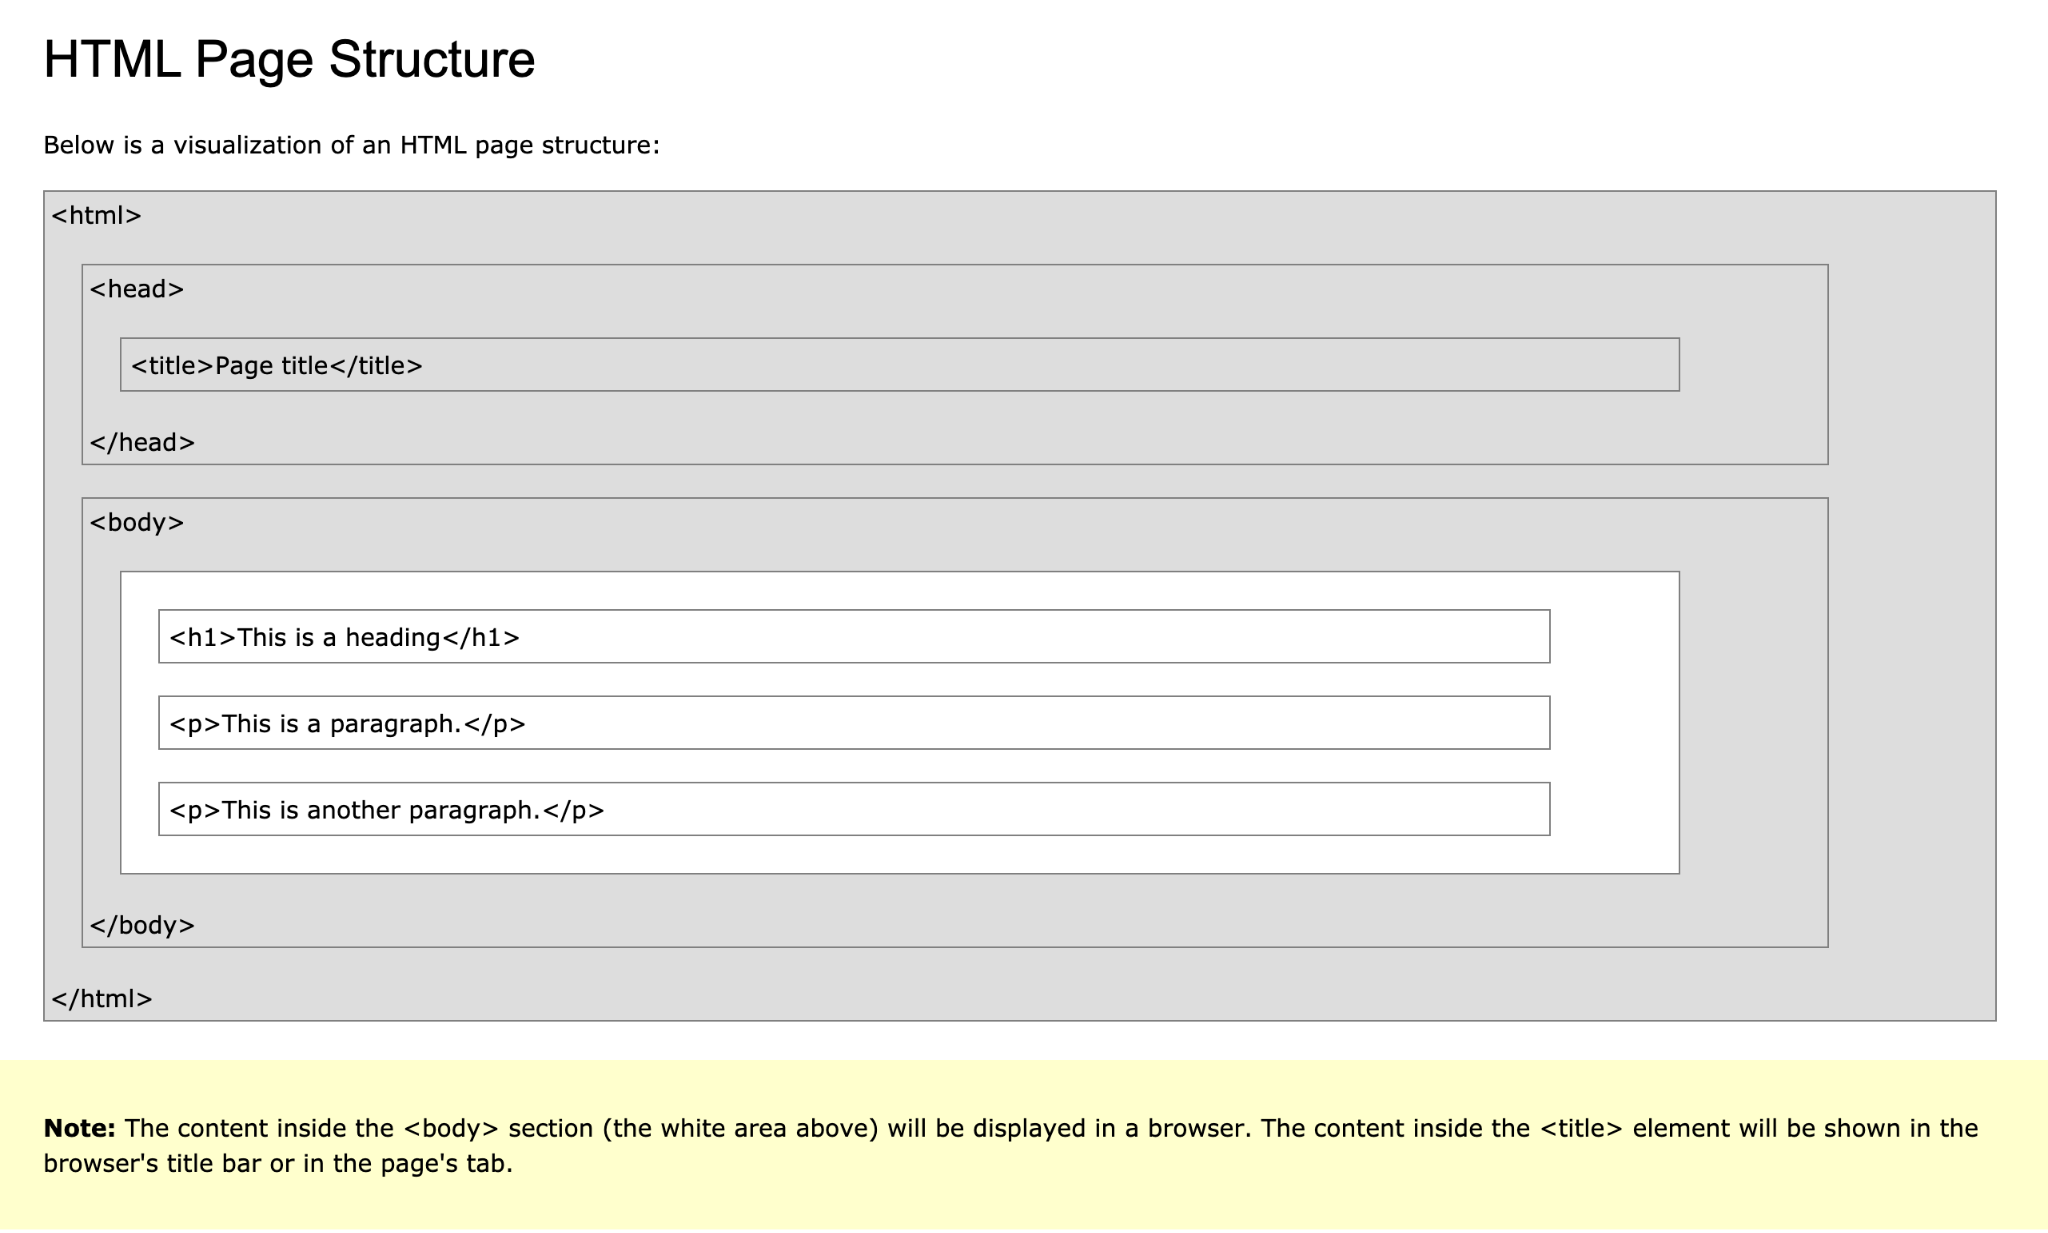 HTML Page Structure
Below is a visualization of an HTML page structure:
<html>
<head>
<title>Page title</title>
</head>
<body>
<h1>This is a heading</h1>
<p>This is a paragraph.</p>
<p>This is another paragraph.</p>
</body>
</html>
Note: The content inside the <body> section (the white area above) will be displayed in a browser. The content inside the <title> element will be shown in the
browser's title bar or in the page's tab.